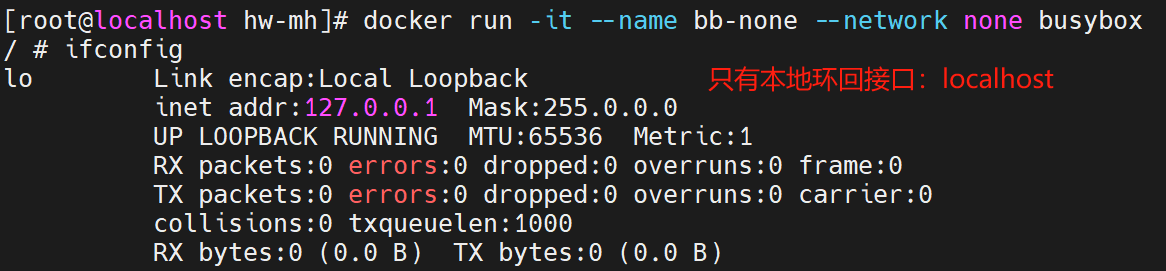 [root@localhost hw-mh]# docker run -it --name bb-none --network none busybox
/ # ifconfig
lo        Link encap:Local Loopback        只有本地环回接口：localhost
          inet addr:127.0.0.1  Mask:255.0.0.0
          UP LOOPBACK RUNNING  MTU:65536  Metric:1
          RX packets:0 errors:0 dropped:0 overruns:0 frame:0
          TX packets:0 errors:0 dropped:0 overruns:0 carrier:0
          collisions:0 txqueuelen:1000
          RX bytes:0 (0.0 B)  TX bytes:0 (0.0 B)